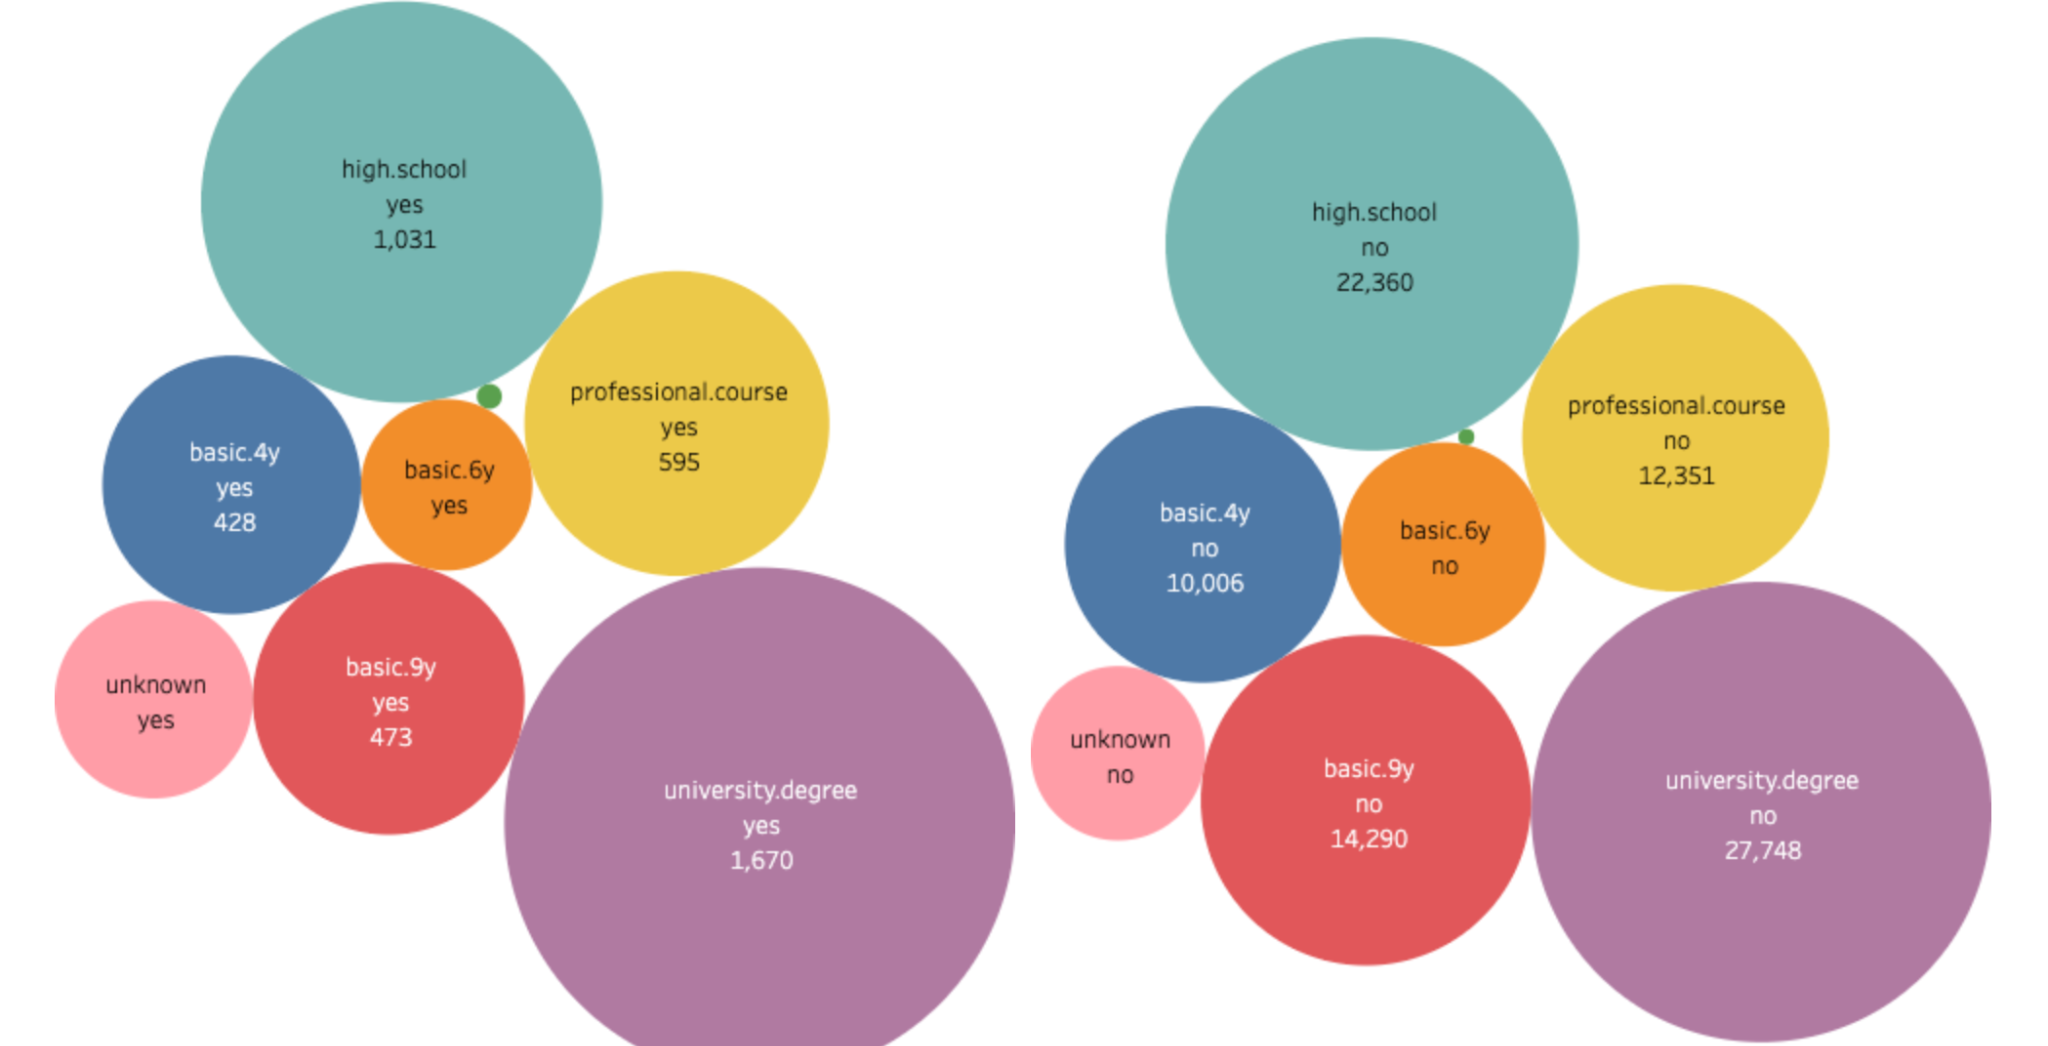 high.school
yes
1,031
professional.course
yes
595
basic.4y
yes
428
basic.6y
yes
unknown
yes
basic.9y
yes
473
university.degree
yes
1,670
high.school
no
22,360
professional.course
no
12,351
basic.4y
no
10,006
basic.6y
no
unknown
no
basic.9y
no
14,290
university.degree
no
27,748